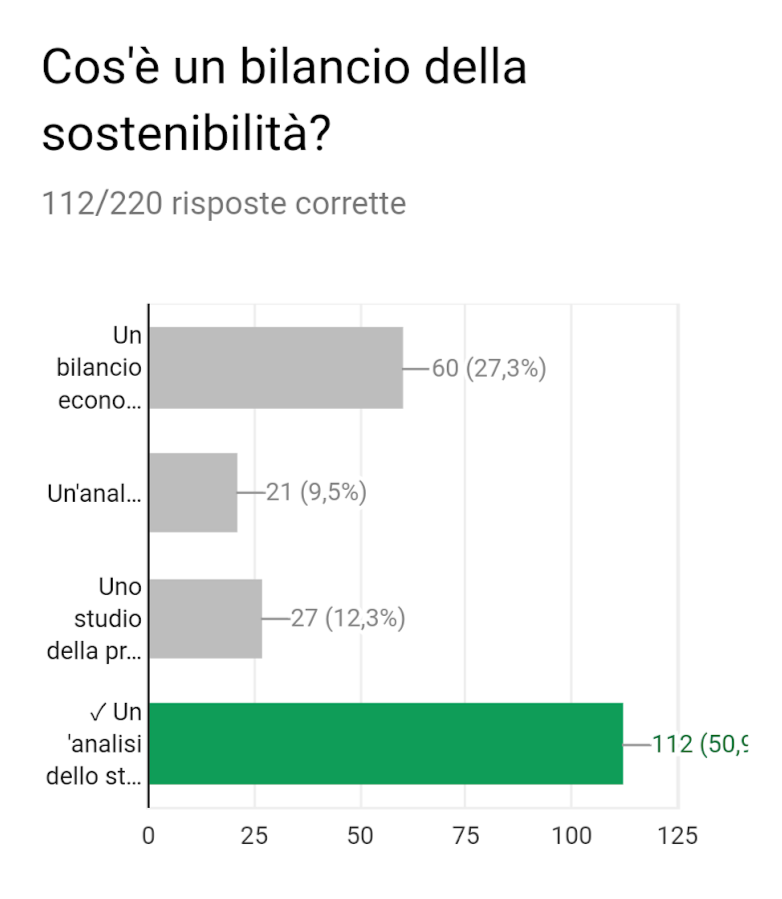 Cos'è un bilancio della
sostenibilità?
112/220 risposte corrette
Un
bilancio
econo...
60 (27,3%)
Un'anal...
21 (9,5%)
Uno
studio
della pr...
27 (12,3%)
✓ Un
'analisi
dello st...
112 (50,9
0 25 50 75 100 125